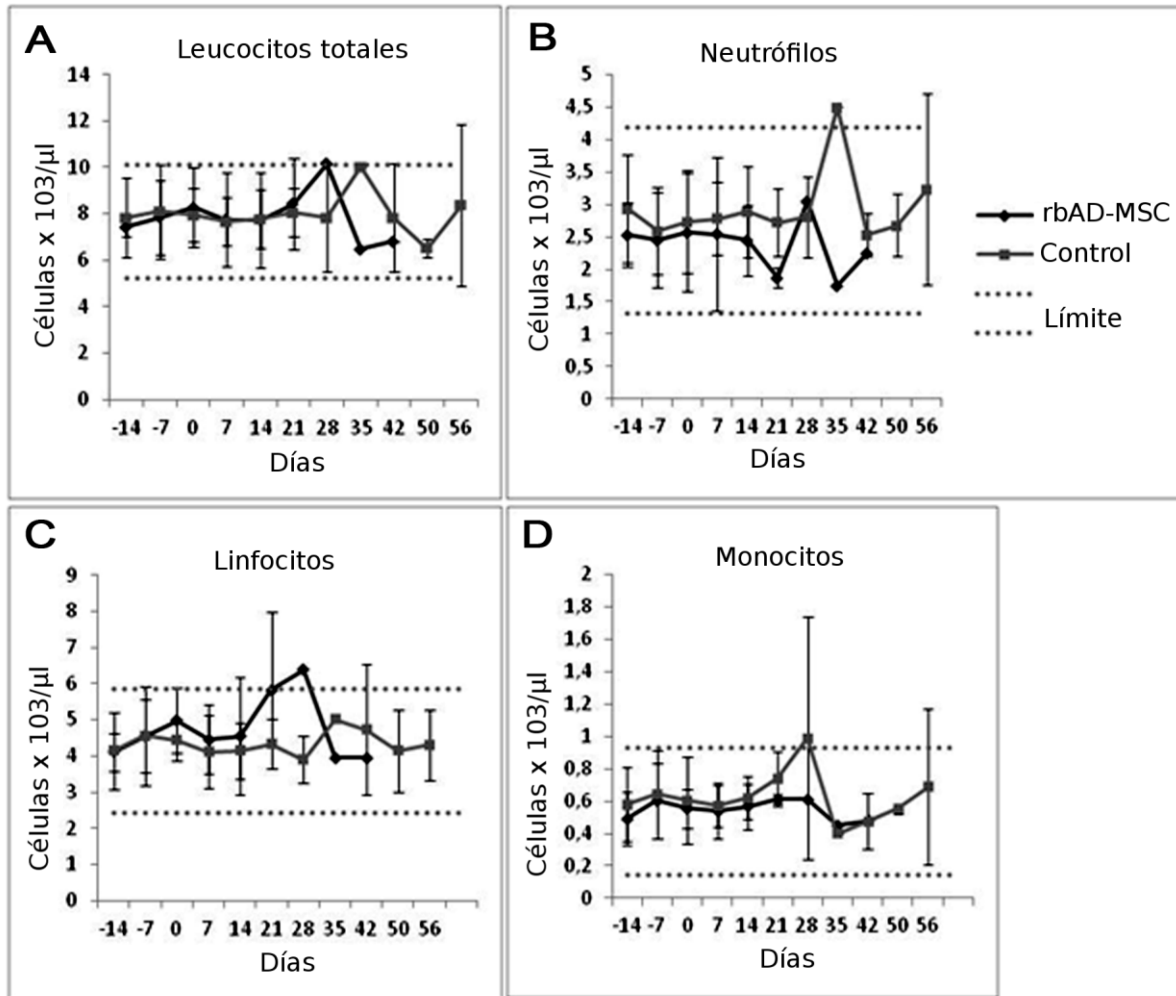 A
Leucocitos totales
Células x 103/µl
14
12
10
8
6
4
2
0
-14 -7 0 7 14 21 28 35 42 50 56
Días
B
Neutrófilos
Células x 103/µl
5
4,5
4
3,5
3
2,5
2
1,5
1
0,5
0
-14 -7 0 7 14 21 28 35 42 50 56
Días
rbAD-MSC
Control
Límite
C
Linfocitos
Células x 103/µl
9
8
7
6
5
4
3
2
1
0
-14 -7 0 7 14 21 28 35 42 50 56
Días
D
Monocitos
Células x 103/µl
2
1,8
1,6
1,4
1,2
1
0,8
0,6
0,4
0,2
0
-14 -7 0 7 14 21 28 35 42 50 56
Días